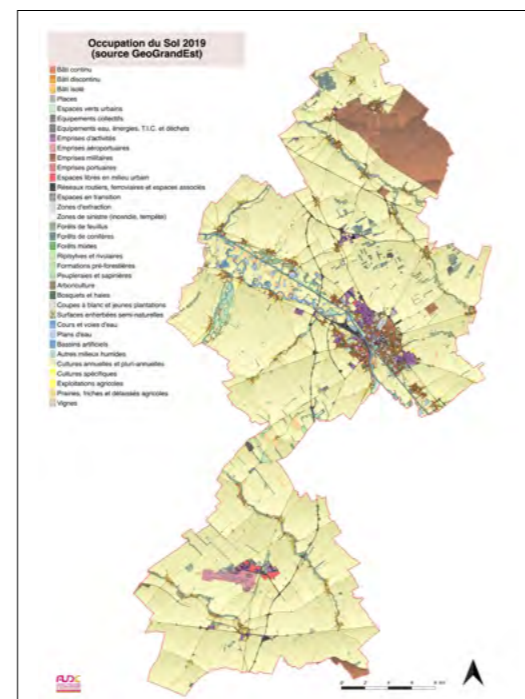 Occupation du Sol 2019
(source GeoGrandEst)
Bâti continu
Bâti discontinu
Bâti isolé
Places
Espaces verts urbains
Equipements collectifs
Equipements eau, énergies, T.I.C. et déchets
Emprises d'activités
Emprises aéroportuaires
Emprises militaires
Emprises portuaires
Espaces libres en milieu urbain
Réseaux routiers, ferroviaires et espaces associés
Espaces en transition
Zones d'extraction
Zones de sinistre (incendie, tempête)
Forêts de feuillus
Forêts de conifères
Forêts mixtes
Ripisylves et rivulaires
Formations pré-forestières
Peupleraies et sapinières
Arboriculture
Bosquets et haies
Coupes à blanc et jeunes plantations
Surfaces enherbées semi-naturelles
Cours et voies d'eau
Plans d'eau
Bassins artificiels
Autres milieux humides
Cultures annuelles et pluri-annuelles
Cultures spécifiques
Exploitations agricoles
Prairies, friches et délaissés agricoles
Vignes